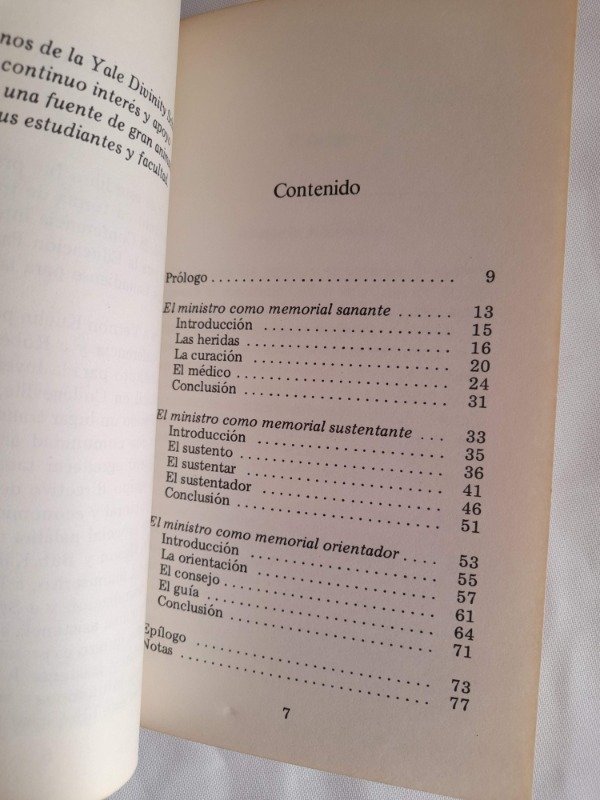 nos de la Yale Divinity
continuo interés y apoyo
una fuente de gran
us estudiantes y facultad
Contenido
Prólogo . . . . . . . . . . . . . . . . . . . . 9
El ministro como memorial sanante . . . . . . 13
Introducción . . . . . . . . . . . . . . . . . 15
Las heridas . . . . . . . . . . . . . . . . . . 16
La curación . . . . . . . . . . . . . . . . . . 20
El médico . . . . . . . . . . . . . . . . . . . 24
Conclusión . . . . . . . . . . . . . . . . . . 31
El ministro como memorial sustentante . . . 33
Introducción . . . . . . . . . . . . . . . . . 35
El sustento . . . . . . . . . . . . . . . . . . 36
El sustentar . . . . . . . . . . . . . . . . . 41
El sustentador . . . . . . . . . . . . . . . . 46
Conclusión . . . . . . . . . . . . . . . . . . 51
El ministro como memorial orientador . . . . 53
Introducción . . . . . . . . . . . . . . . . . 55
La orientación . . . . . . . . . . . . . . . . 57
El consejo . . . . . . . . . . . . . . . . . . 61
El guía . . . . . . . . . . . . . . . . . . . . 64
Conclusión . . . . . . . . . . . . . . . . . . 71
Epílogo . . . . . . . . . . . . . . . . . . . . 73
Notas . . . . . . . . . . . . . . . . . . . . . 77
7